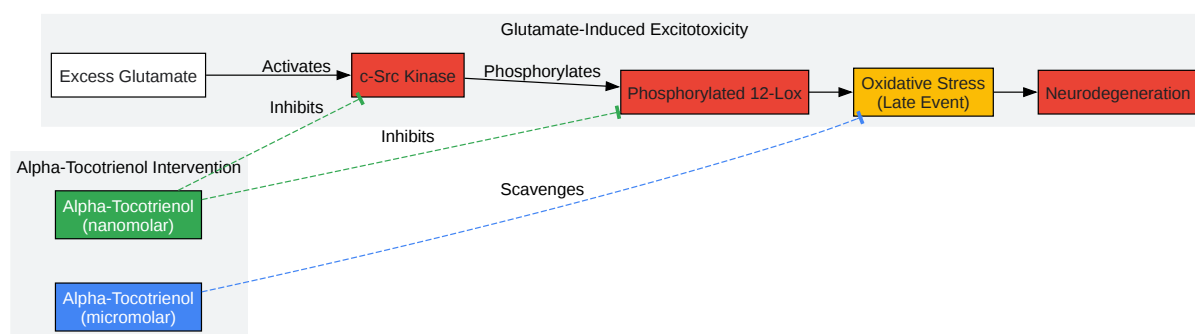 Glutamate-Induced Excitotoxicity
Excess Glutamate
Activates
c-Src Kinase
Phosphorylates
Phosphorylated 12-Lox
Oxidative Stress
(Late Event)
Neurodegeneration
Inhibits
Inhibits
Scavenges
Alpha-Tocotrienol Intervention
Alpha-Tocotrienol
(nanomolar)
Alpha-Tocotrienol
(micromolar)